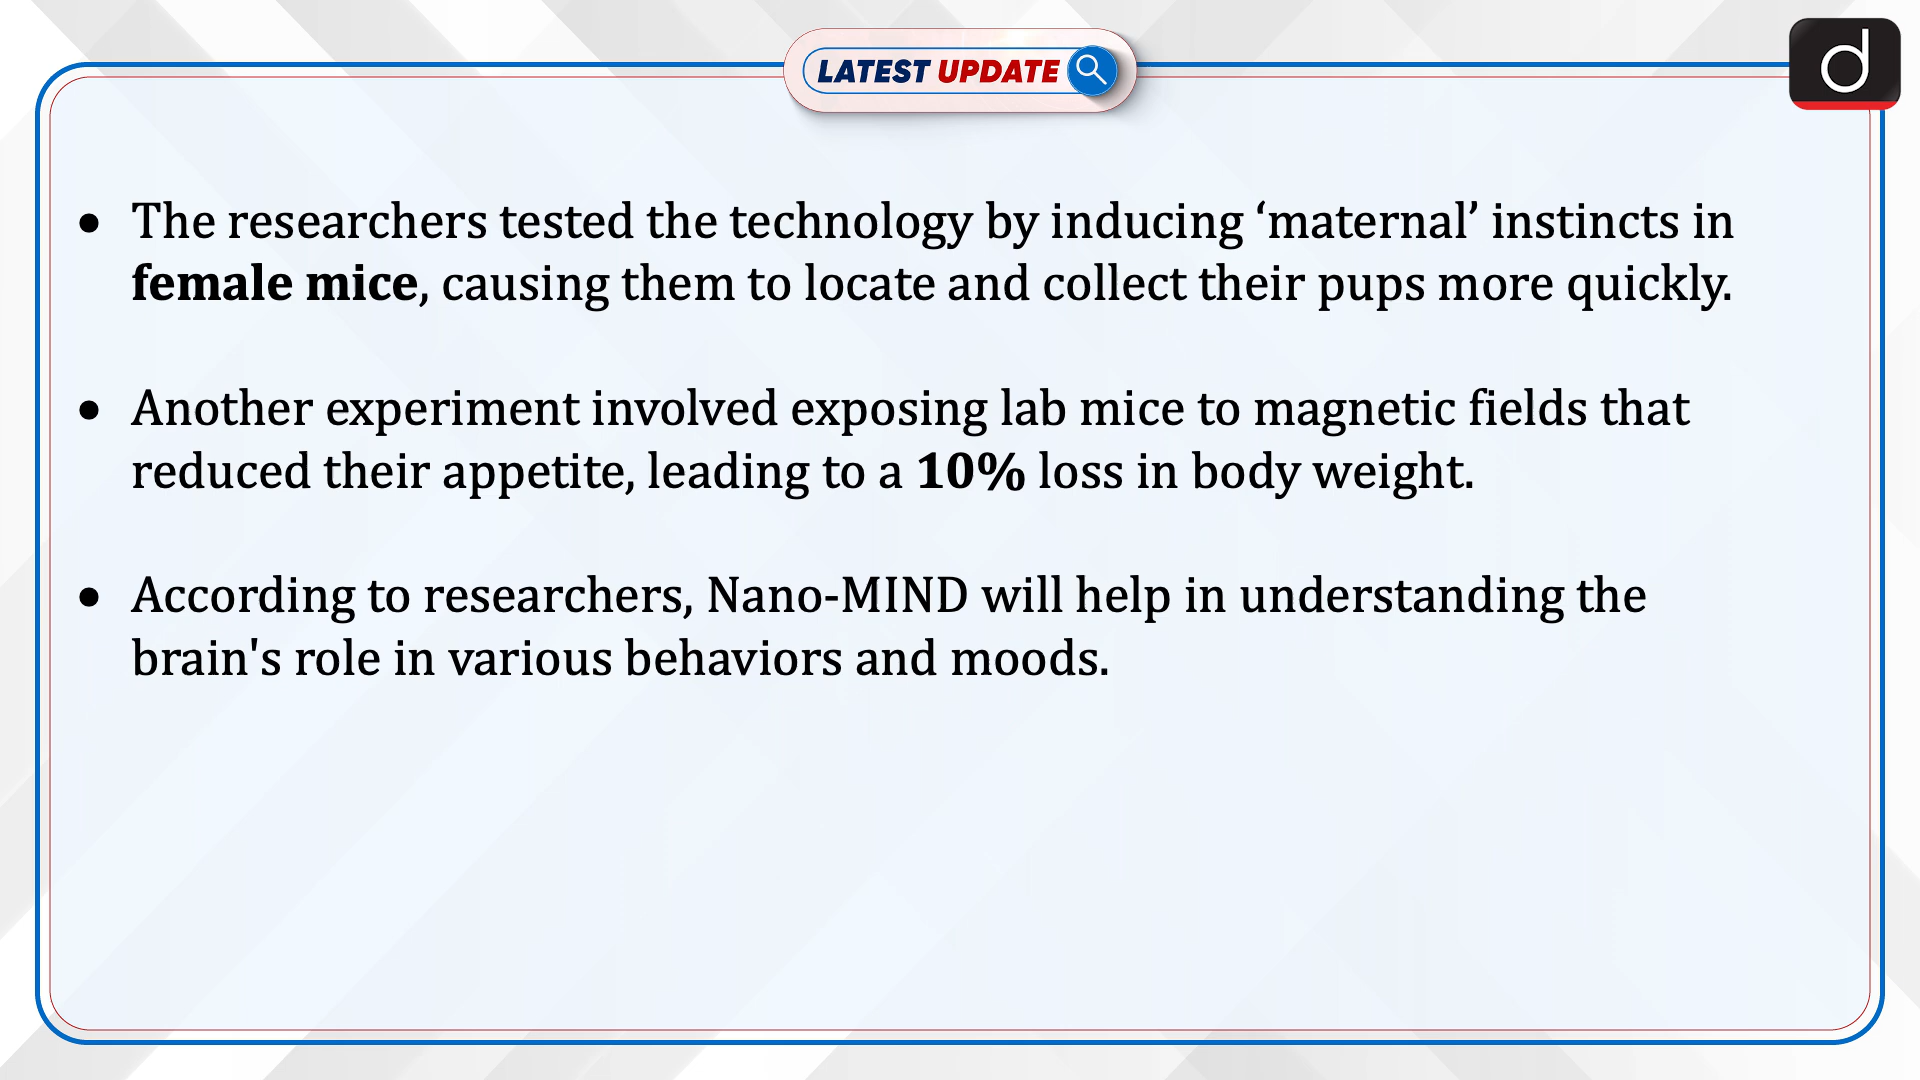 LATEST UPDATE
d
• The researchers tested the technology by inducing ‘maternal’ instincts in
female mice, causing them to locate and collect their pups more quickly.
• Another experiment involved exposing lab mice to magnetic fields that
reduced their appetite, leading to a 10% loss in body weight.
• According to researchers, Nano-MIND will help in understanding the
brain's role in various behaviors and moods.